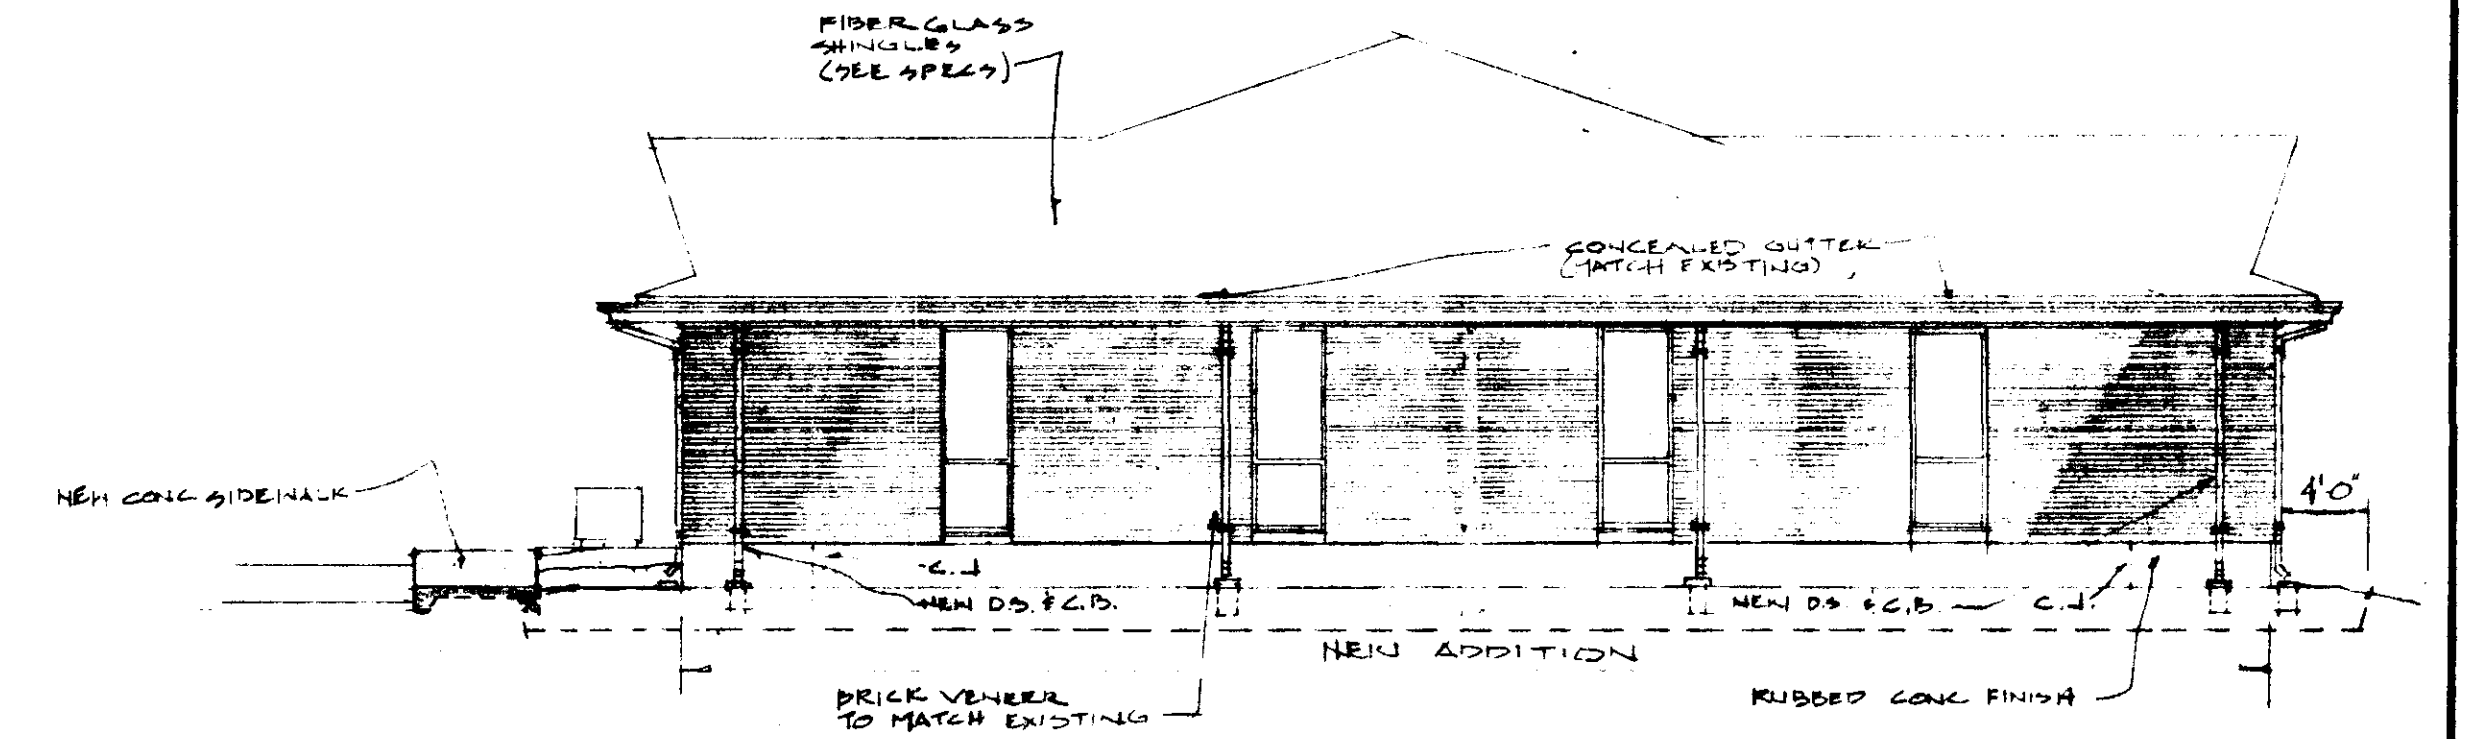 FIBERGLASS
SHINGLES
(SEE SPECS)
CONCEALED GUTTER
(MATCH EXISTING)
NEW CONC SIDEWALK
4'0"
C.J
NEW D.S. & C.B.
NEW D.S & C.B.
C.J.
NEW ADDITION
BRICK VENEER
TO MATCH EXISTING
RUBBED CONC FINISH